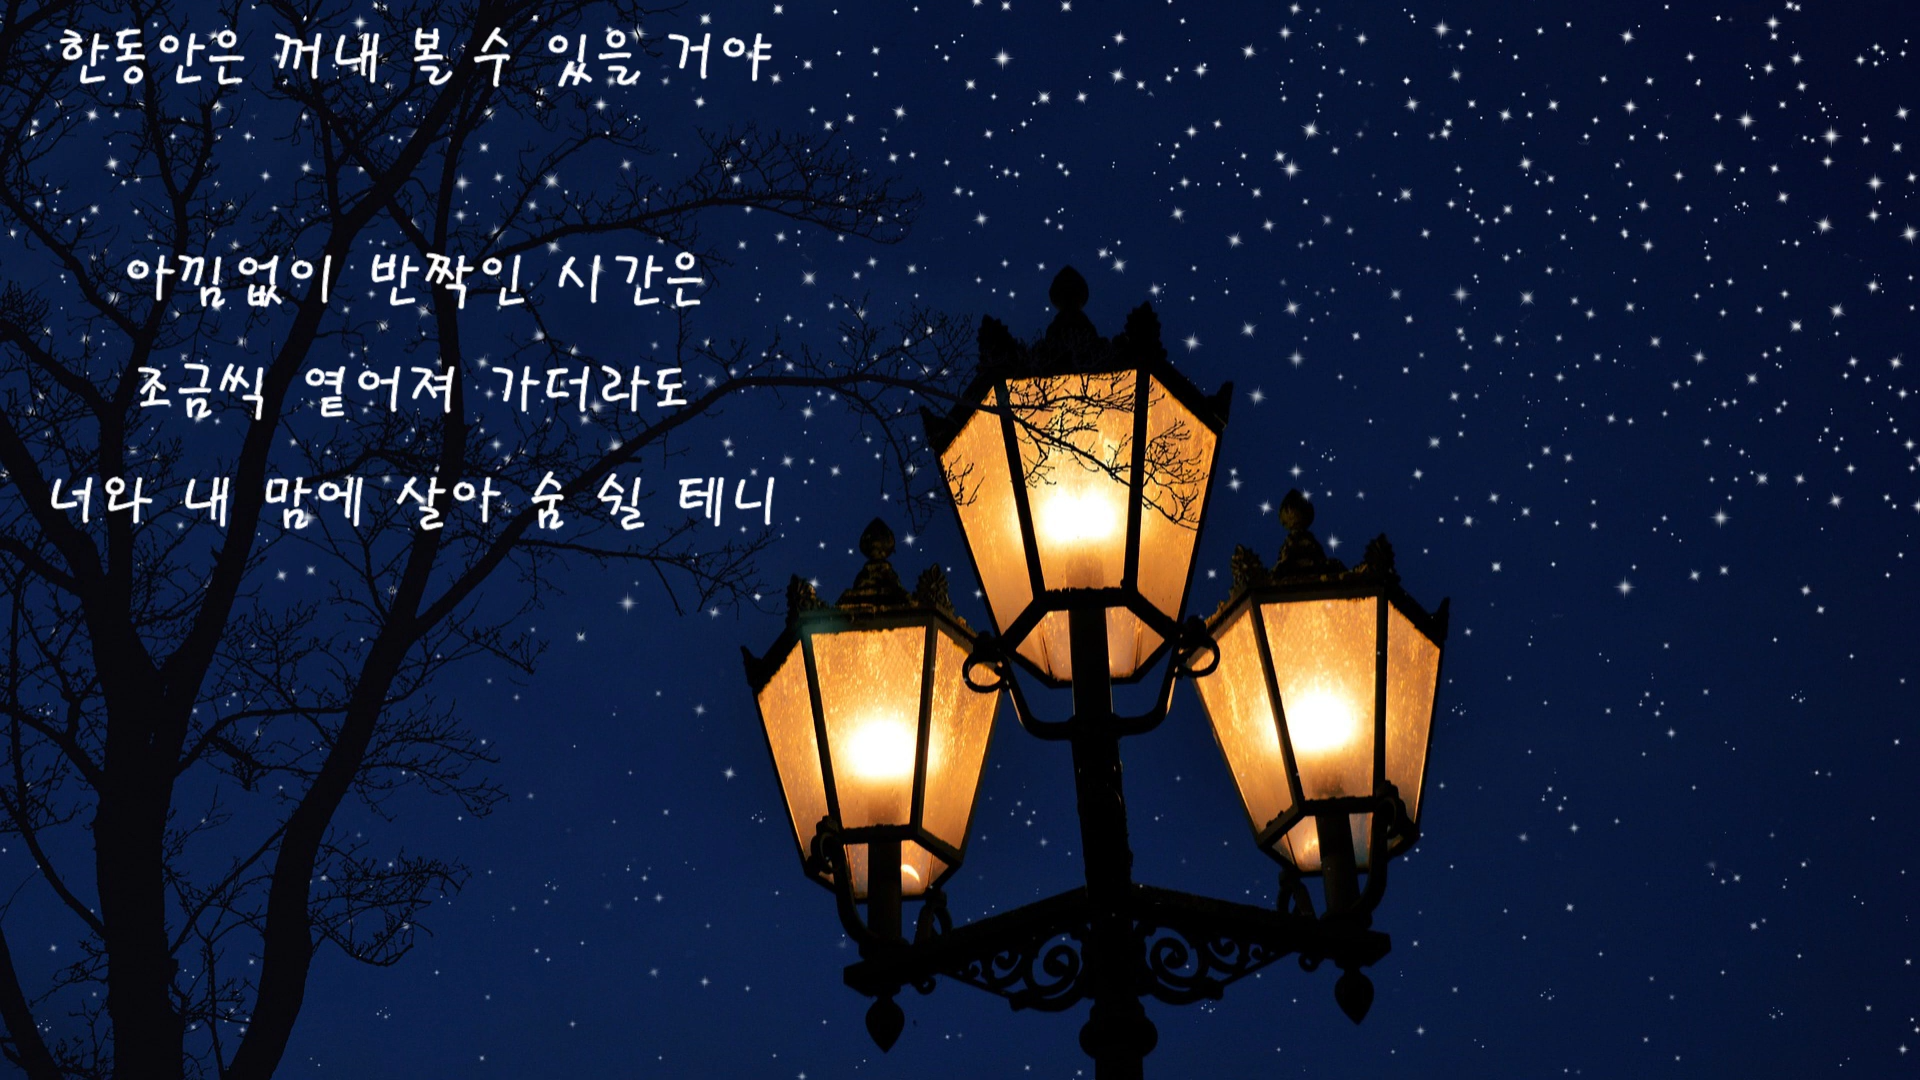 한동안은 꺼내 볼 수 있을 거야
아낌없이 반짝인 시간은
조금씩 옅어져 가더라도
너와 내 맘에 살아 숨 쉴 테니